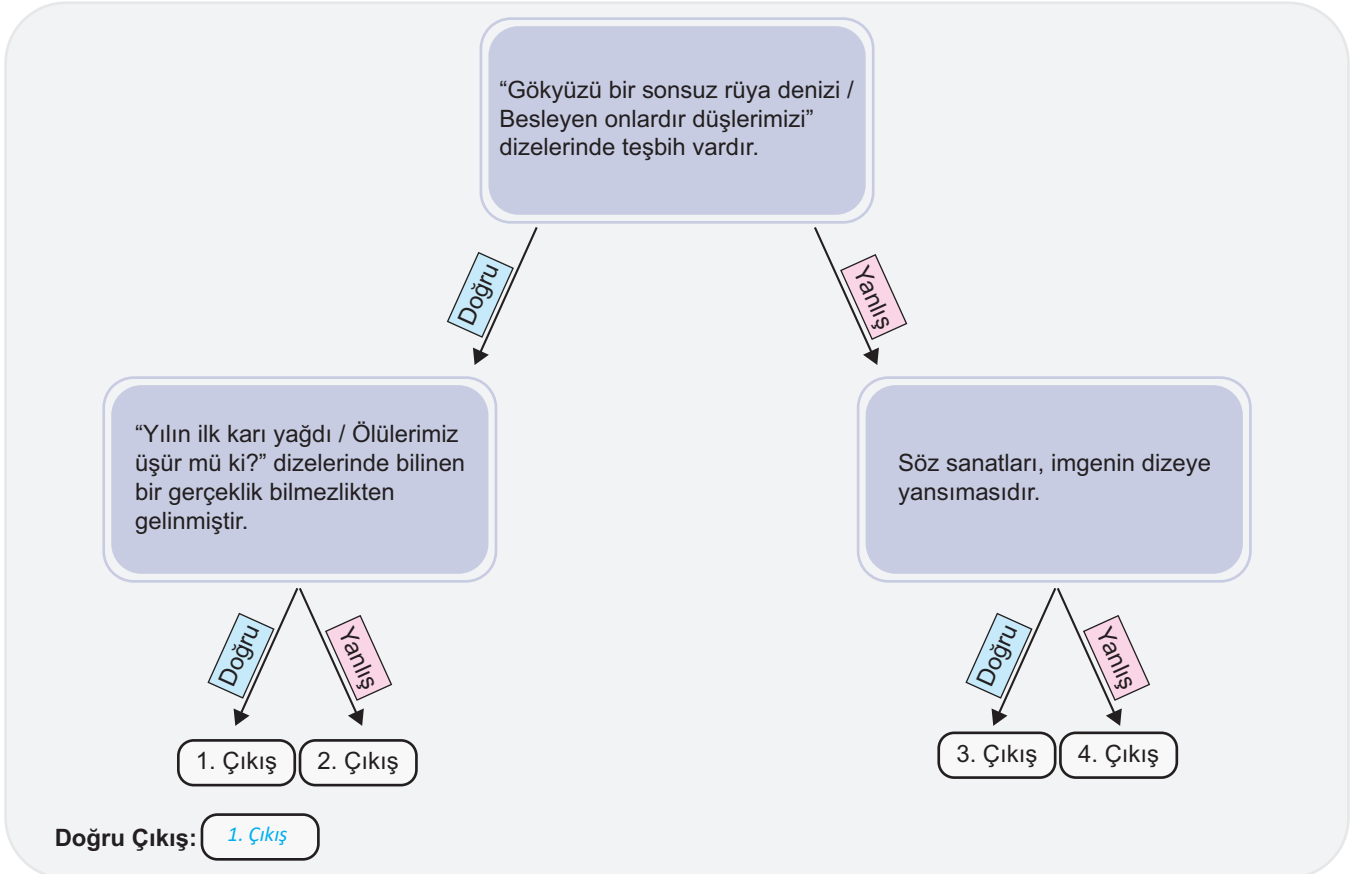 “Gökyüzü bir sonsuz rüya denizi /
Besleyen onlardır düşlerimizi”
dizelerinde teşbih vardır.
Doğru
Yanlış
“Yılın ilk karı yağdı / Ölülerimiz
üşür mü ki?” dizelerinde bilinen
bir gerçeklik bilmezlikten
gelinmiştir.
Söz sanatları, imgenin dizeye
yansımasıdır.
Doğru
Yanlış
Doğru
Yanlış
1. Çıkış
2. Çıkış
3. Çıkış
4. Çıkış
Doğru Çıkış: 1. Çıkış